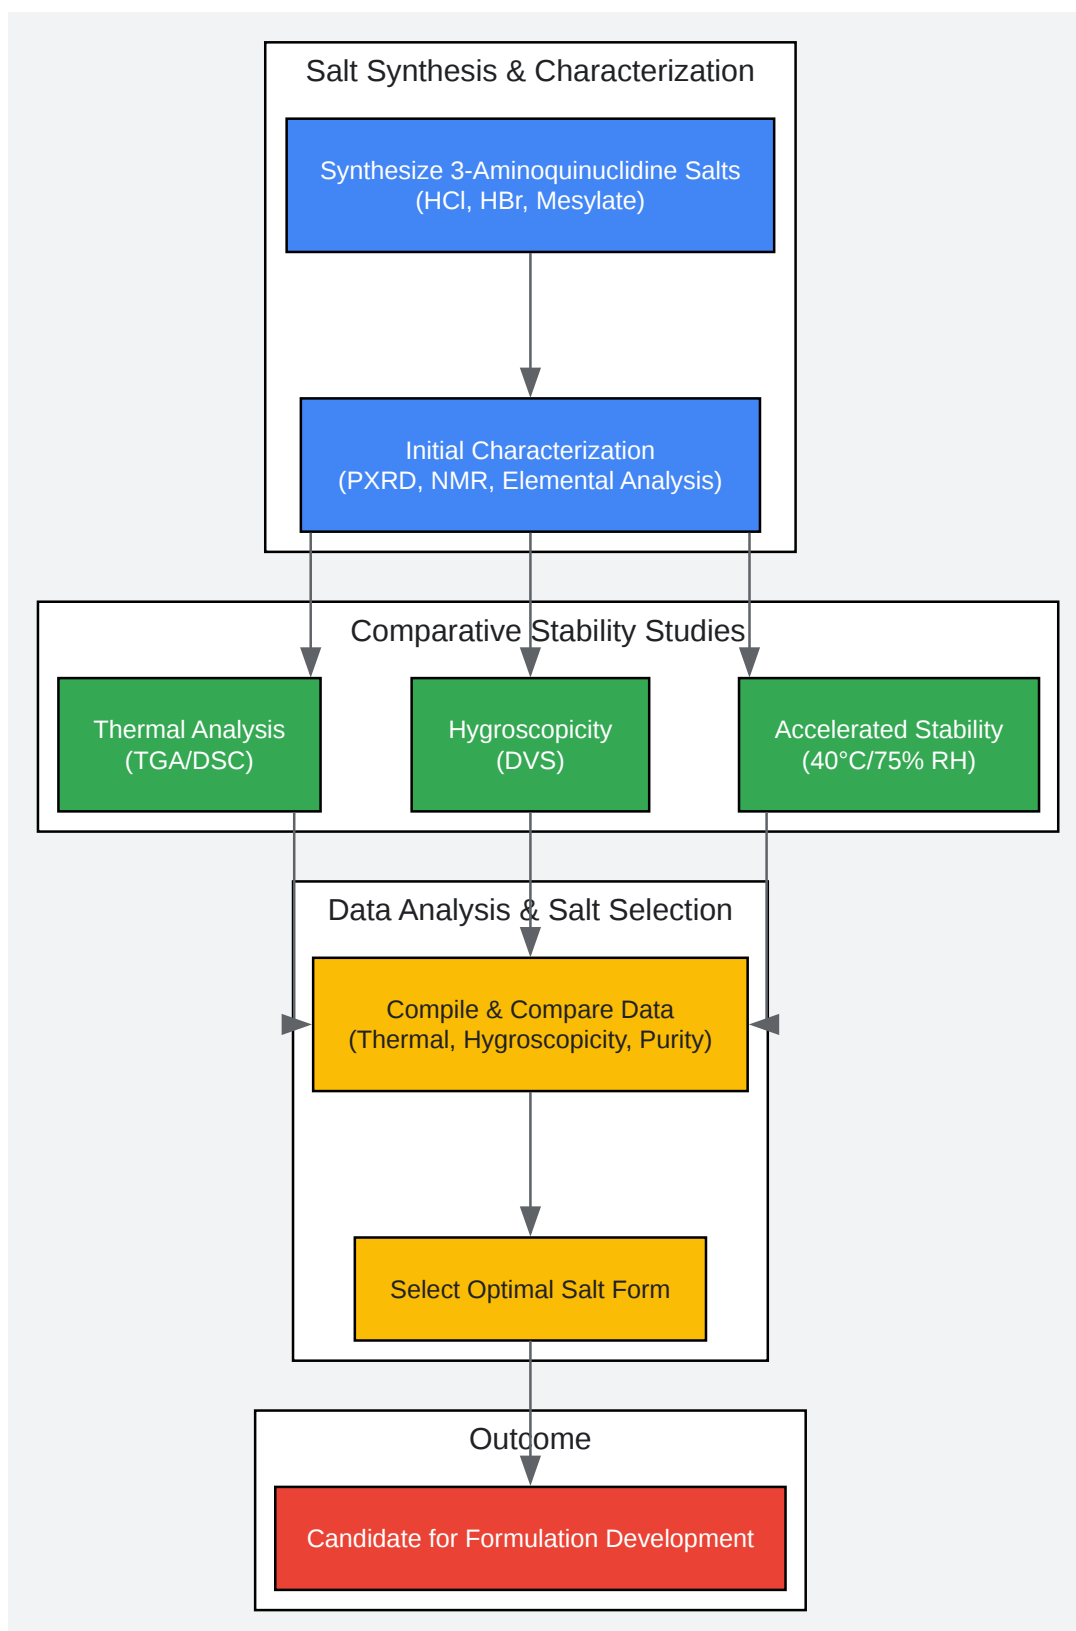 Salt Synthesis & Characterization
Synthesize 3-Aminoquinuclidine Salts
(HCl, HBr, Mesylate)
Initial Characterization
(PXRD, NMR, Elemental Analysis)
Comparative Stability Studies
Thermal Analysis
(TGA/DSC)
Hygroscopicity
(DVS)
Accelerated Stability
(40°C/75% RH)
Data Analysis & Salt Selection
Compile & Compare Data
(Thermal, Hygroscopicity, Purity)
Select Optimal Salt Form
Outcome
Candidate for Formulation Development